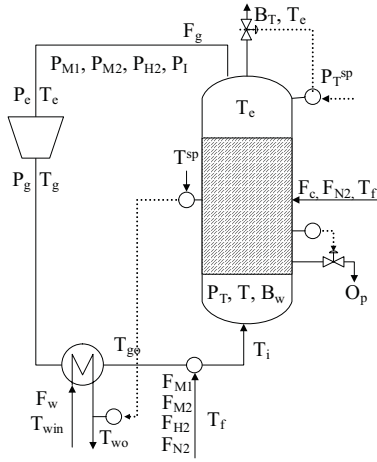 B_T, T_e
F_g
P_M1, P_M2, P_H2, P_I
P_T^sp
P_e T_e
T_e
T^sp
P_g T_g
F_c, F_N2, T_f
P_T, T, B_w
O_p
T_go
T_i
F_w
T_win
T_wo
F_M1
F_M2
F_H2
F_N2
T_f